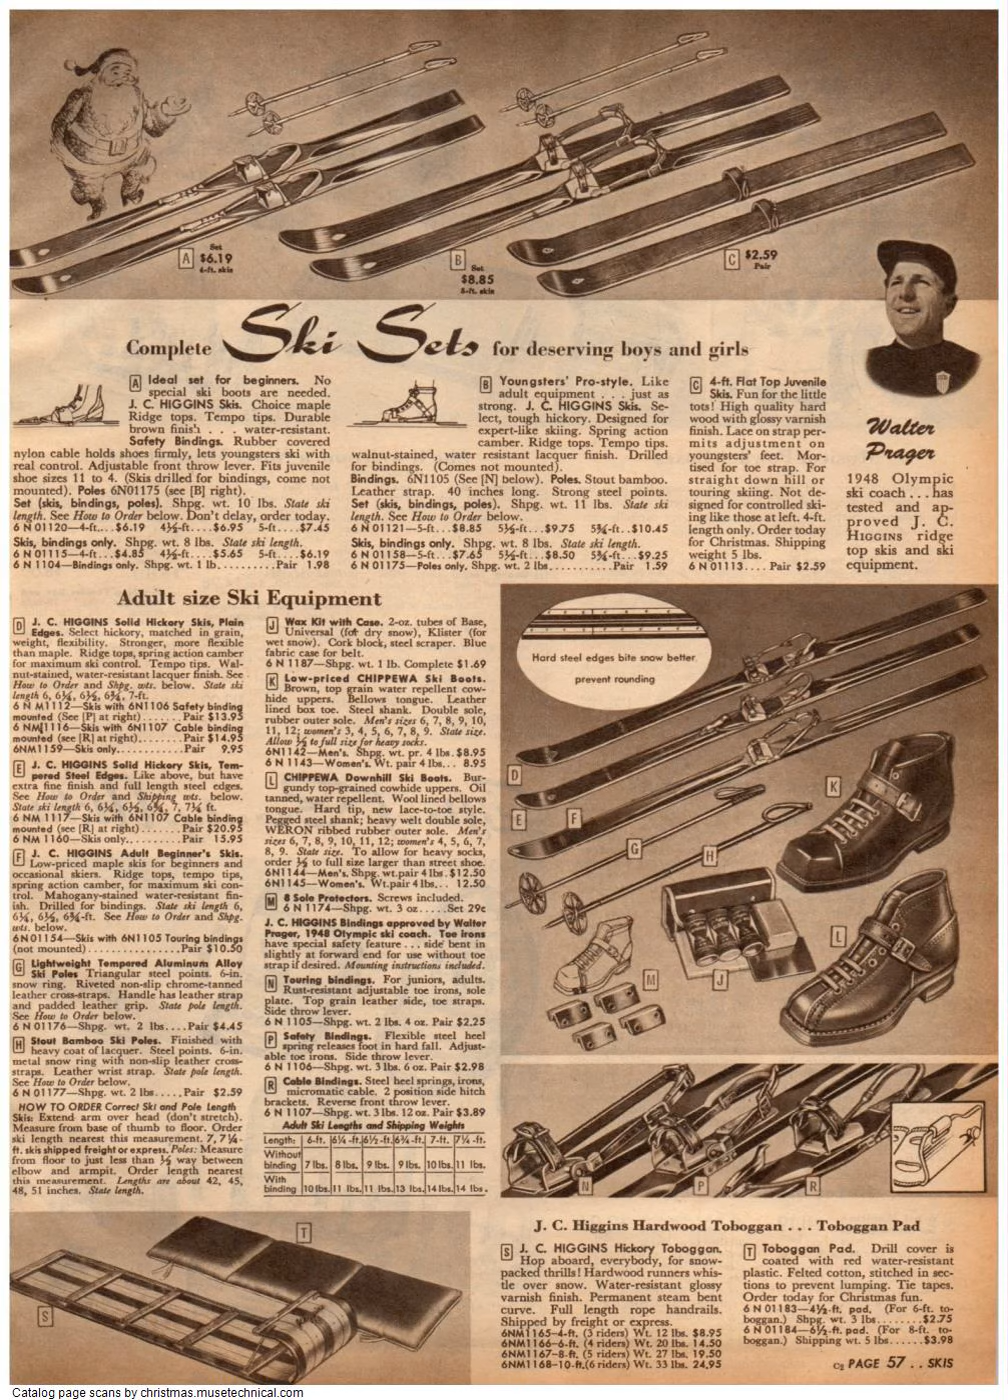 A
Set
$6.19
4-ft. skis
B
Set
$8.85
5-ft. skis
C
$2.59
Pair
Complete Ski Sets for deserving boys and girls
A Ideal set for beginners. No
special ski boots are needed.
J. C. HIGGINS Skis. Choice maple
Ridge tops. Tempo tips. Durable
brown finish . . . water-resistant.
Safety Bindings. Rubber covered
nylon cable holds shoes firmly, lets youngsters ski with
real control. Adjustable front throw lever. Fits juvenile
shoe sizes 11 to 4. (Skis drilled for bindings, come not
mounted). Poles 6N01175 (see [B] right).
Set (skis, bindings, poles). Shpg. wt. 10 lbs. State ski
length. See How to Order below. Don't delay, order today.
6 N 01120—4-ft...$6.19 4½-ft...$6.95 5-ft....$7.45
Skis, bindings only. Shpg. wt. 8 lbs. State ski length.
6 N 01115—4-ft.$4.85 4½-ft...$5.65 5-ft....$6.19
6 N 1104—Bindings only. Shpg. wt. 1 lb..........Pair 1.98
B Youngsters' Pro-style. Like
adult equipment . . . just as
strong. J. C. HIGGINS Skis. Se-
lect, tough hickory. Designed for
expert-like skiing. Spring action
camber. Ridge tops. Tempo tips.
walnut-stained, water resistant lacquer finish. Drilled
for bindings. (Comes not mounted).
Bindings. 6N1105 (See [N] below). Poles. Stout bamboo.
Leather strap. 40 inches long. Strong steel points.
Set (skis, bindings, poles). Shpg. wt. 11 lbs. State ski
length. See How to Order below.
6 N 01121—5-ft...$8.85 5½-ft...$9.75 5¾-ft...$10.45
Skis, bindings only. Shpg. wt. 8 lbs. State ski length.
6 N 01158—5-ft...$7.65 5½-ft...$8.50 5¾-ft...$9.25
6 N 01175—Poles only. Shpg. wt. 2 lbs...........Pair 1.59
C 4-ft. Flat Top Juvenile
Skis. Fun for the little
tots! High quality hard
wood with glossy varnish
finish. Lace on strap per-
mits adjustment on
youngsters' feet. Mor-
tised for toe strap. For
straight down hill or
touring skiing. Not de-
signed for controlled ski-
ing like those at left. 4-ft.
length only. Order today
for Christmas. Shipping
weight 5 lbs.
6 N 01113.... Pair $2.59
Walter
Prager
1948 Olympic
ski coach...has
tested and ap-
proved J. C.
HIGGINS ridge
top skis and ski
equipment.
Adult size Ski Equipment
D J. C. HIGGINS Solid Hickory Skis, Plain
Edges. Select hickory, matched in grain,
weight, flexibility. Stronger, more flexible
than maple. Ridge tops, spring action camber
for maximum ski control. Tempo tips. Wal-
nut-stained, water-resistant lacquer finish. See
How to Order and Shpg. wts. below. State ski
length 6, 6¼, 6½, 6¾, 7-ft.
6 N M1112—Skis with 6N1106 Safety binding
mounted (See [P] at right).......Pair $13.95
6 NM1116—Skis with 6N1107 Cable binding
mounted (see [R] at right)........Pair $14.95
6NM1159—Skis only............Pair 9.95
E J. C. HIGGINS Solid Hickory Skis, Tem-
pered Steel Edges. Like above, but have
extra fine finish and full length steel edges.
See How to Order and Shipping wts. below.
State ski length 6, 6¼, 6½, 6¾, 7, 7¼ ft.
6 NM 1117—Skis with 6N1107 Cable binding
mounted (see [R] at right).......Pair $20.95
6 NM 1160—Skis only...........Pair 15.95
F J. C. HIGGINS Adult Beginner's Skis.
Low-priced maple skis for beginners and
occasional skiers. Ridge tops, tempo tips,
spring action camber, for maximum ski con-
trol. Mahogany-stained water-resistant fin-
ish. Drilled for bindings. State ski length 6,
6¼, 6½, 6¾-ft. See How to Order and Shpg.
wts. below.
6N01154—Skis with 6N1105 Touring bindings
(not mounted)................Pair $10.50
G Lightweight Tempered Aluminum Alloy
Ski Poles Triangular steel points. 6-in.
snow ring. Riveted non-slip chrome-tanned
leather cross-straps. Handle has leather strap
and padded leather grip. State pole length.
See How to Order below.
6 N 01176—Shpg. wt. 2 lbs....Pair $4.45
H Stout Bamboo Ski Poles. Finished with
heavy coat of lacquer. Steel points. 6-in.
metal snow ring with non-slip leather cross-
straps. Leather wrist strap. State pole length.
See How to Order below.
6 N 01177—Shpg. wt. 2 lbs....Pair $2.59
HOW TO ORDER Correct Ski and Pole Length
Skis: Extend arm over head (don't stretch).
Measure from base of thumb to floor. Order
ski length nearest this measurement. 7, 7¼-
ft. skis shipped freight or express. Poles: Measure
from floor to just less than ½ way between
elbow and armpit. Order length nearest
this measurement. Lengths are about 42, 45,
48, 51 inches. State length.
J Wax Kit with Case. 2-oz. tubes of Base,
Universal (for dry snow), Klister (for
wet snow). Cork block, steel scraper. Blue
fabric case for belt.
6 N 1187—Shpg. wt. 1 lb. Complete $1.69
K Low-priced CHIPPEWA Ski Boots.
Brown, top grain water repellent cow-
hide uppers. Bellows tongue. Leather
lined box toe. Steel shank. Double sole,
rubber outer sole. Men's sizes 6, 7, 8, 9, 10,
11, 12; women's 3, 4, 5, 6, 7, 8, 9. State size.
Allow ½ to full size for heavy socks.
6N1142—Men's. Shpg. wt. pr. 4 lbs. $8.95
6 N 1143—Women's. Wt. pair 4 lbs... 8.95
L CHIPPEWA Downhill Ski Boots. Bur-
gundy top-grained cowhide uppers. Oil
tanned, water repellent. Wool lined bellows
tongue. Hard tip, new lace-to-toe style.
Pegged steel shank; heavy welt double sole,
WERON ribbed rubber outer sole. Men's
sizes 6, 7, 8, 9, 10, 11, 12; women's 4, 5, 6, 7,
8, 9. State size. To allow for heavy socks,
order ½ to full size larger than street shoe.
6N1144—Men's. Shpg. wt.pair 4 lbs. $12.50
6N1145—Women's. Wt.pair 4 lbs... 12.50
M 8 Sole Protectors. Screws included.
6 N 1174—Shpg. wt. 3 oz.....Set 29c
J. C. HIGGINS Bindings approved by Walter
Prager, 1948 Olympic ski coach. Toe irons
have special safety feature . . . side bent in
slightly at forward end for use without toe
strap if desired. Mounting instructions included.
N Touring bindings. For juniors, adults.
Rust-resistant adjustable toe irons, sole
plate. Top grain leather side, toe straps.
Side throw lever.
6 N 1105—Shpg. wt. 2 lbs. 4 oz. Pair $2.25
P Safety Bindings. Flexible steel heel
spring releases foot in hard fall. Adjust-
able toe irons. Side throw lever.
6 N 1106—Shpg. wt. 3 lbs. 6 oz. Pair $2.98
R Cable Bindings. Steel heel springs, irons,
micromatic cable. 2 position side hitch
brackets. Reverse front throw lever.
6 N 1107—Shpg. wt. 3 lbs. 12 oz. Pair $3.89
Adult Ski Lengths and Shipping Weights
Length: 6-ft. 6¼-ft. 6½-ft. 6¾-ft. 7-ft. 7¼-ft.
Without
binding 7 lbs. 8 lbs. 9 lbs. 9 lbs. 10 lbs. 11 lbs.
With
binding 10 lbs. 11 lbs. 11 lbs. 13 lbs. 14 lbs. 14 lbs.
Hard steel edges bite snow better
prevent rounding
D
E
F
G
H
J
K
L
M
N
P
R
S
T
J. C. Higgins Hardwood Toboggan . . . Toboggan Pad
S J. C. HIGGINS Hickory Toboggan.
Hop aboard, everybody, for snow-
packed thrills! Hardwood runners whis-
tle over snow. Water-resistant glossy
varnish finish. Permanent steam bent
curve. Full length rope handrails.
Shipped by freight or express.
6NM1165—4-ft. (3 riders) Wt. 12 lbs. $8.95
6NM1166—6-ft. (4 riders) Wt. 20 lbs. 14.50
6NM1167—8-ft. (5 riders) Wt. 27 lbs. 19.50
6NM1168—10-ft.(6 riders) Wt. 33 lbs. 24.95
T Toboggan Pad. Drill cover is
coated with red water-resistant
plastic. Felted cotton, stitched in sec-
tions to prevent lumping. Tie tapes.
Order today for Christmas fun.
6 N 01183—4½-ft. pad. (For 6-ft. to-
boggan.) Shpg. wt. 3 lbs........$2.75
6 N 01184—6½-ft. pad. (For 8-ft. to-
boggan.) Shipping wt. 5 lbs.....$3.98
C2 PAGE 57 . . SKIS
Catalog page scans by christmas.musetechnical.com